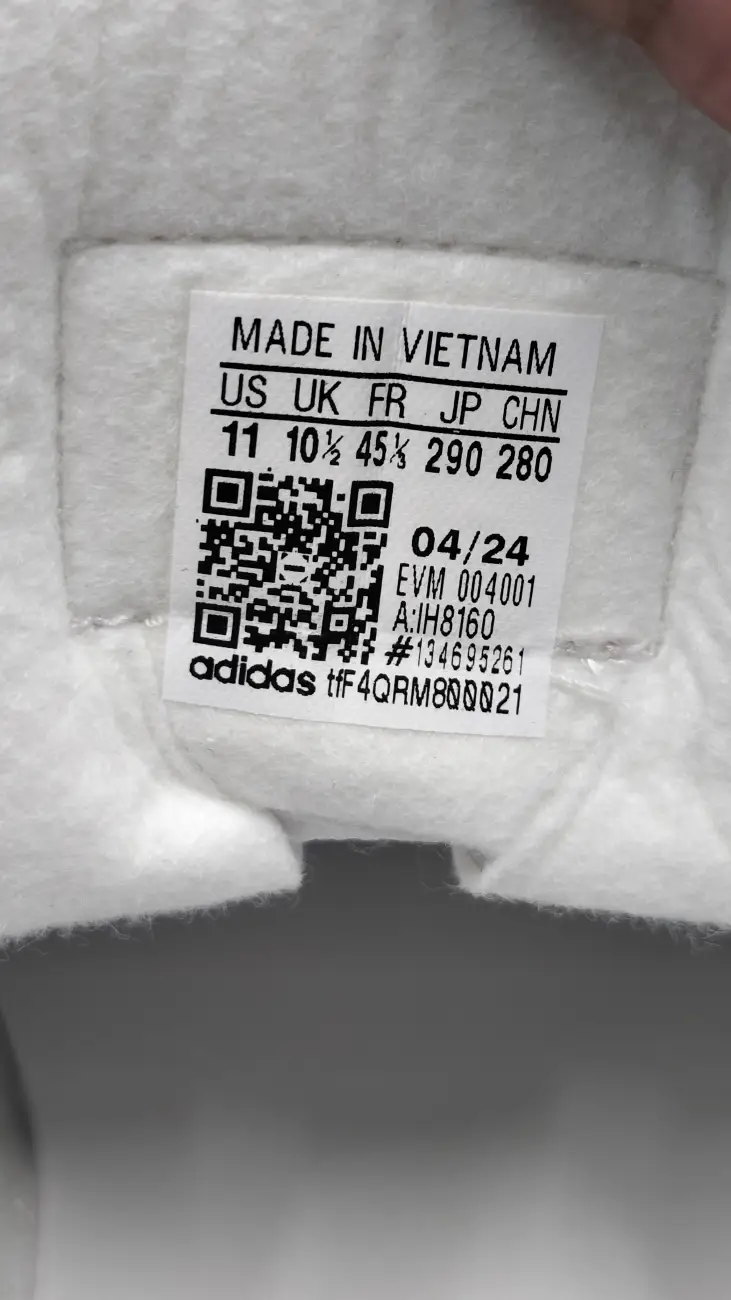 MADE IN VIETNAM
US UK FR JP CHN
11 10½ 45⅓ 290 280
04/24
EVM 004001
A:IH8160
#134695261
adidas tfF4QRM800021